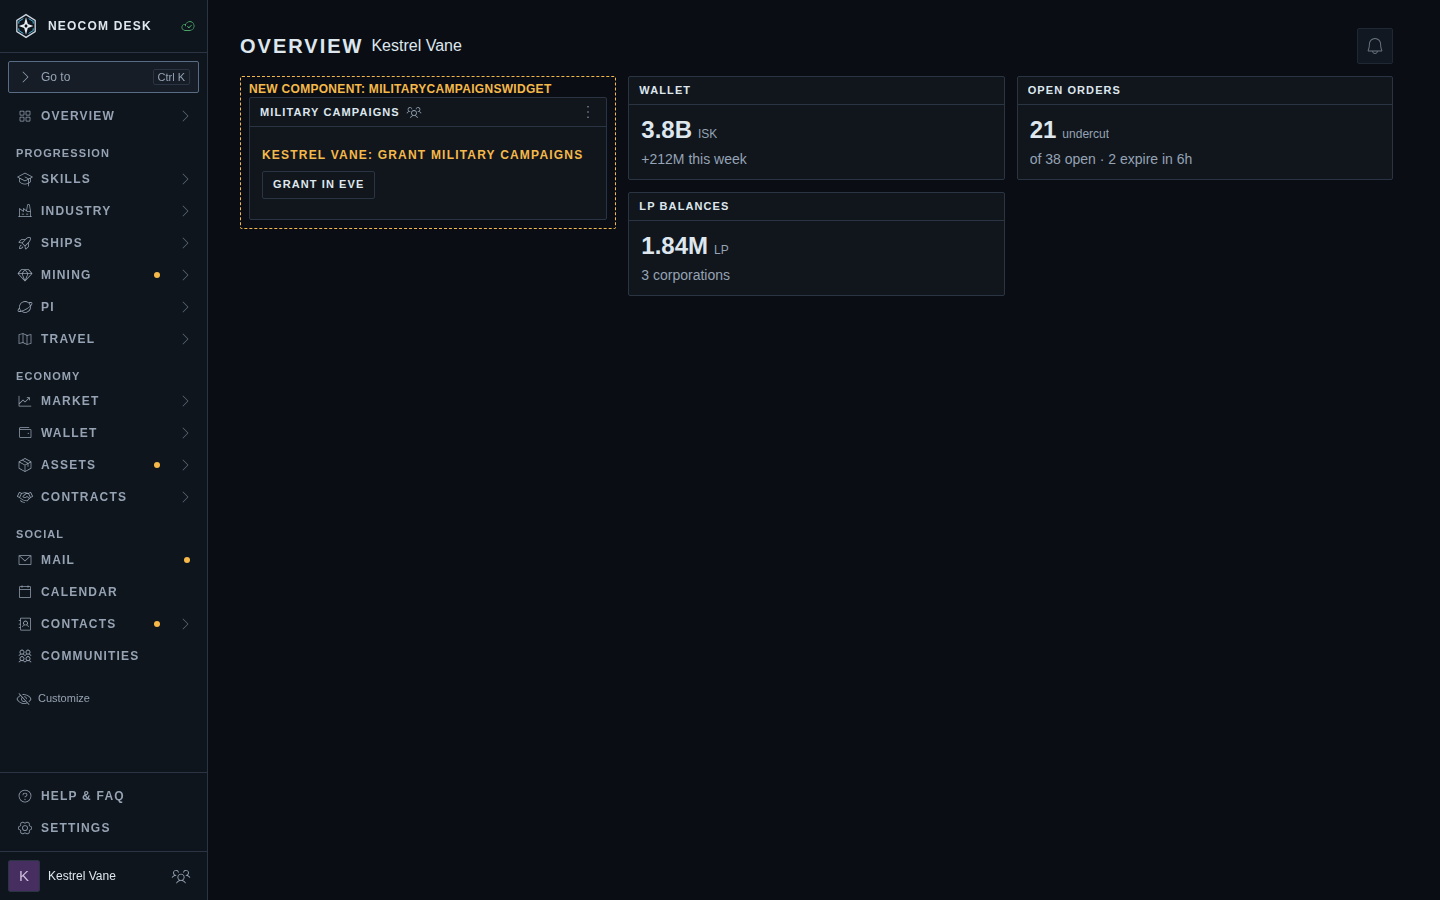 NEOCOM DESK
Go to
Ctrl K
OVERVIEW
PROGRESSION
SKILLS
INDUSTRY
SHIPS
MINING
PI
TRAVEL
ECONOMY
MARKET
WALLET
ASSETS
CONTRACTS
SOCIAL
MAIL
CALENDAR
CONTACTS
COMMUNITIES
Customize
HELP & FAQ
SETTINGS
K
Kestrel Vane
OVERVIEW Kestrel Vane
NEW COMPONENT: MILITARYCAMPAIGNSWIDGET
MILITARY CAMPAIGNS
KESTREL VANE: GRANT MILITARY CAMPAIGNS
GRANT IN EVE
WALLET
3.8B ISK
+212M this week
OPEN ORDERS
21 undercut
of 38 open · 2 expire in 6h
LP BALANCES
1.84M LP
3 corporations